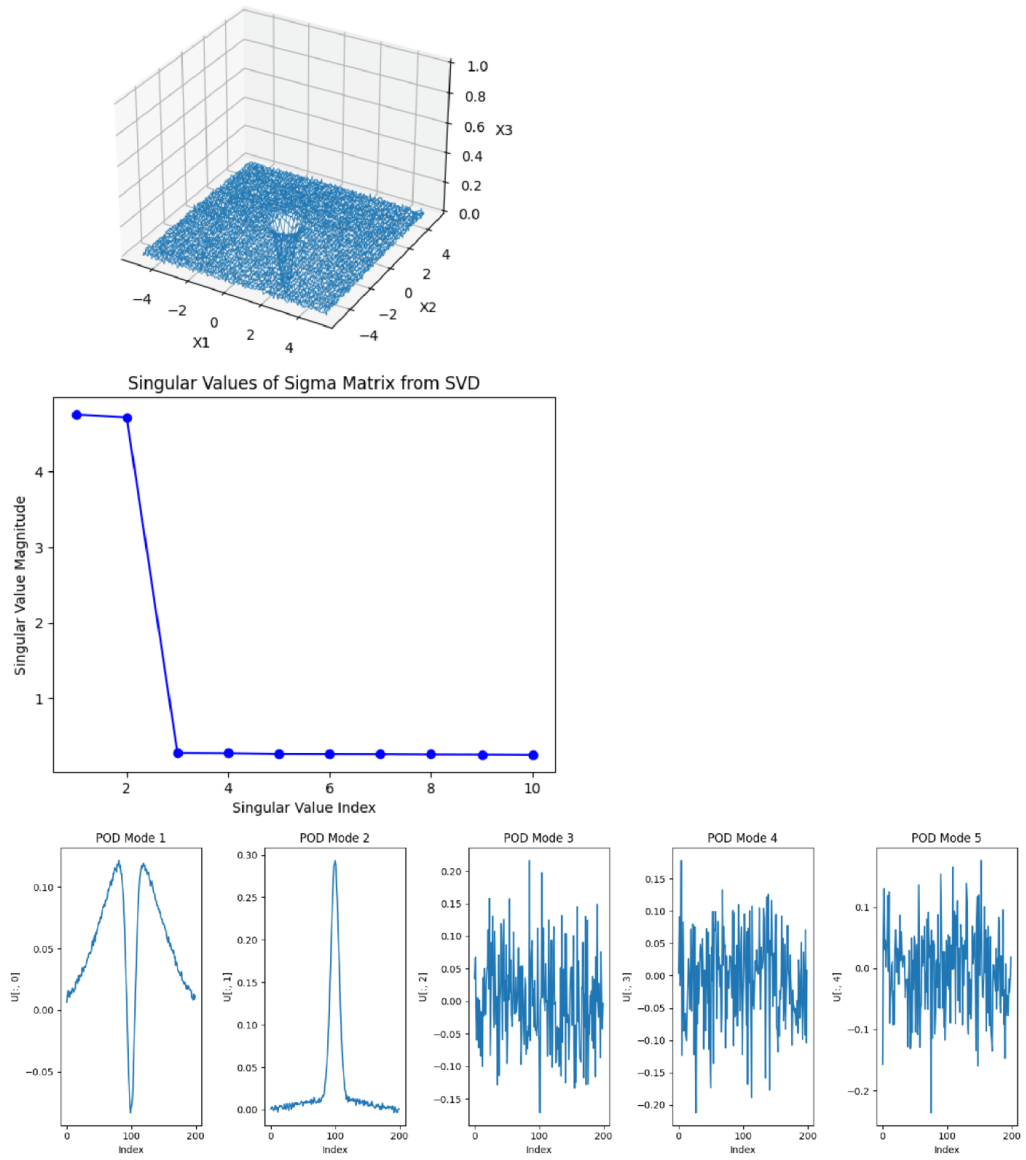 1.0
0.8
0.6 X3
0.4
0.2
0.0
4
2
0
−2
−4
X2
−4
−2
0
2
4
X1
Singular Values of Sigma Matrix from SVD
4
3
2
1
Singular Value Magnitude
2 4 6 8 10
Singular Value Index
POD Mode 1
0.10
0.05
0.00
−0.05
U[:, 0]
0 100 200
Index
POD Mode 2
0.30
0.25
0.20
0.15
0.10
0.05
0.00
U[:, 1]
0 100 200
Index
POD Mode 3
0.20
0.15
0.10
0.05
0.00
−0.05
−0.10
−0.15
U[:, 2]
0 100 200
Index
POD Mode 4
0.15
0.10
0.05
0.00
−0.05
−0.10
−0.15
−0.20
U[:, 3]
0 100 200
Index
POD Mode 5
0.1
0.0
−0.1
−0.2
U[:, 4]
0 100 200
Index